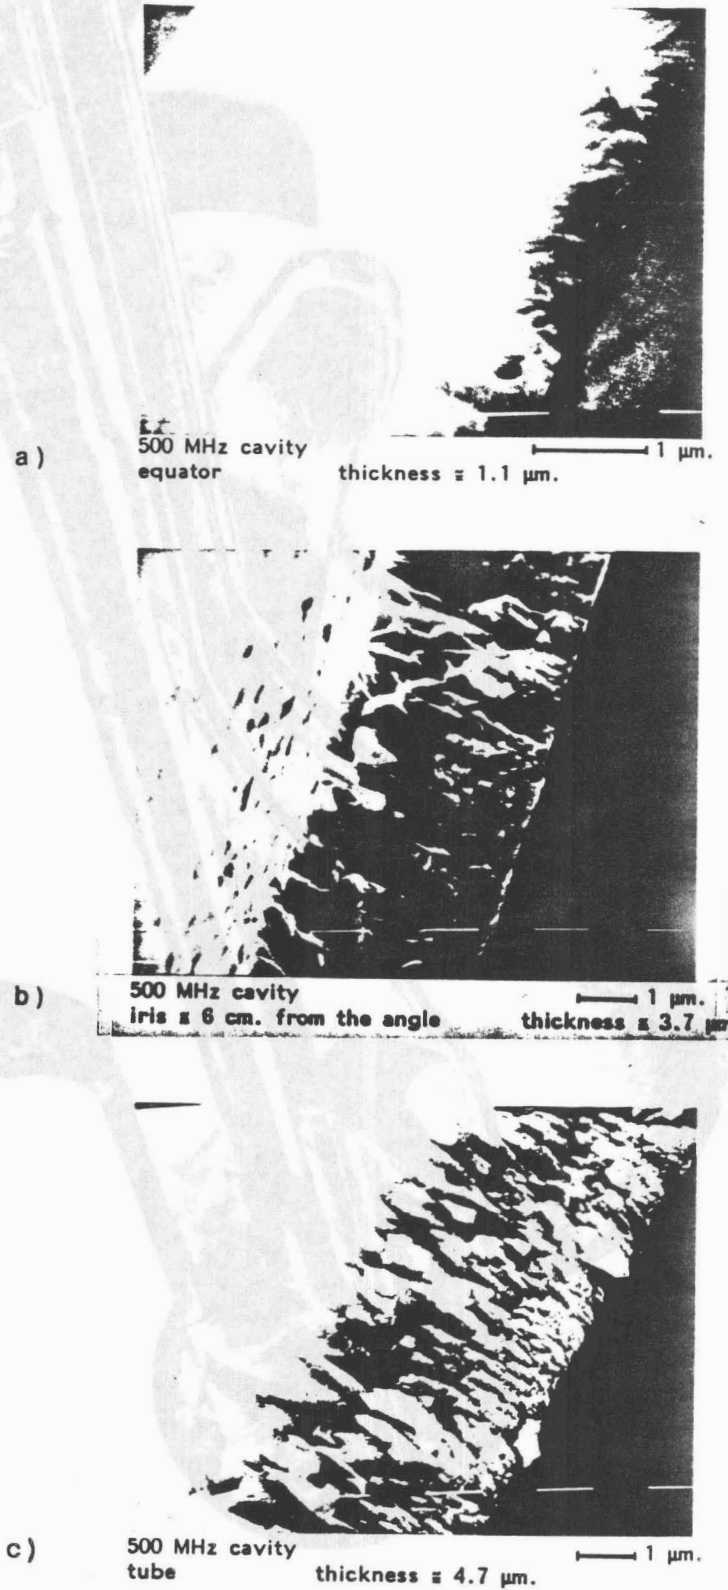 a)
500 MHz cavity 1 μm.
equator thickness ≅ 1.1 μm.
b)
500 MHz cavity 1 μm.
iris ≅ 6 cm. from the angle thickness ≅ 3.7 μm
c)
500 MHz cavity 1 μm.
tube thickness ≅ 4.7 μm.